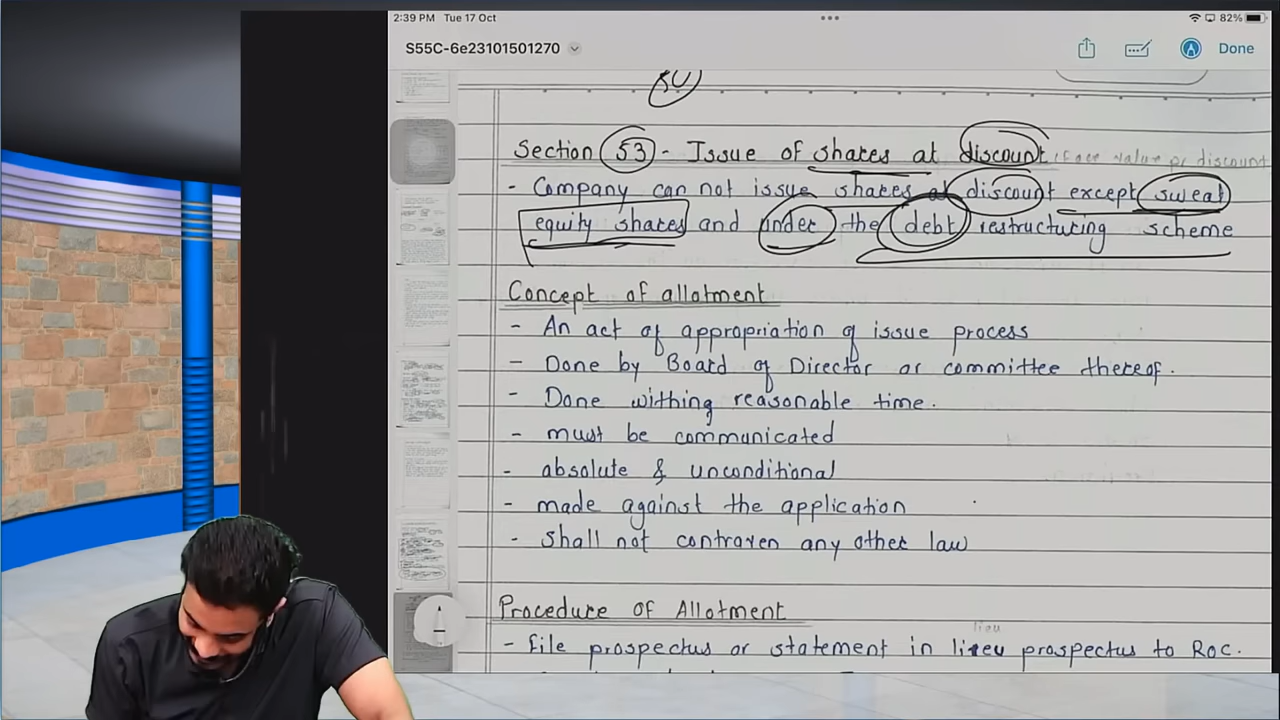 2:39 PM Tue 17 Oct
82%
S55C-6e23101501270
Done
Section 53 - Issue of shares at discount
- Company can not issue shares at discount except sweat
equity shares and under the debt restructuring scheme
Concept of allotment
- An act of appropriation of issue process
- Done by Board of Director or committee thereof.
- Done withing reasonable time.
- must be communicated
- absolute & unconditional
- made against the application
- shall not contraven any other law
Procedure of Allotment
lieu
- File prospectus or statement in prospectus to Roc.